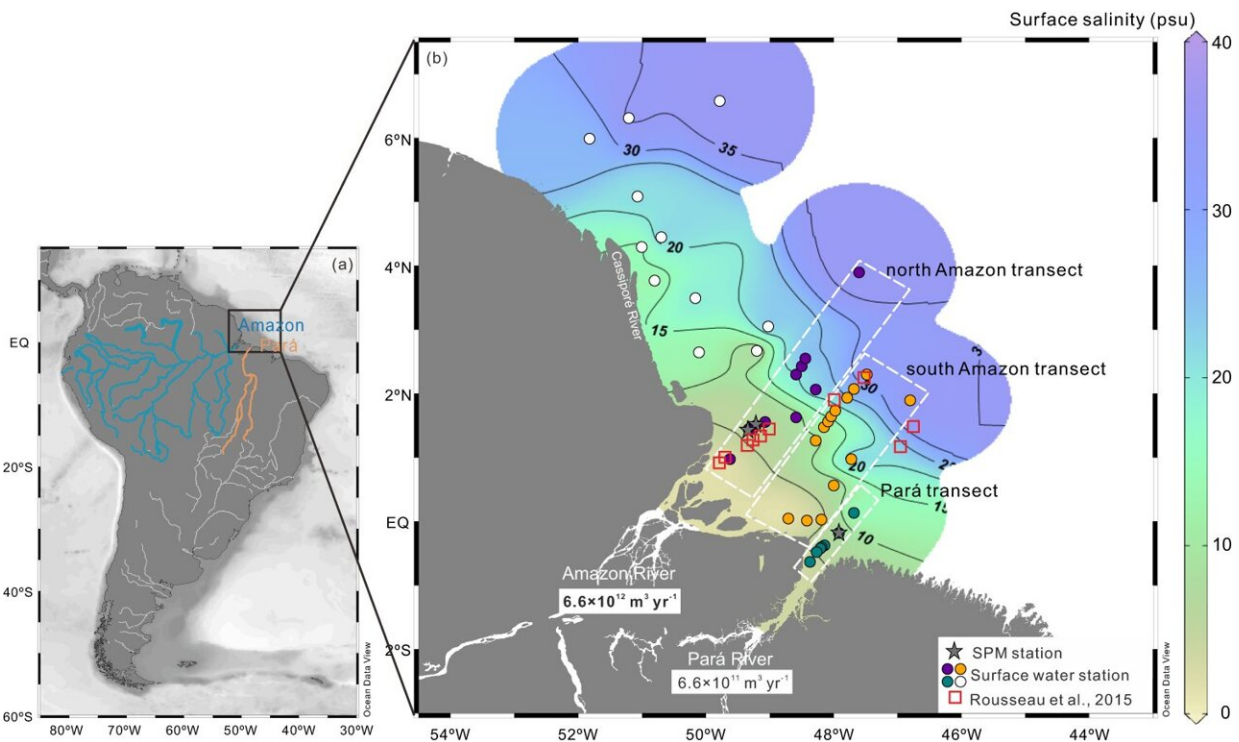 Surface salinity (psu)
(b)
40
30
20
10
0
6°N
4°N
2°N
EQ
2°S
54°W
52°W
50°W
48°W
46°W
44°W
30
35
20
15
30
20
15
10
Cassiporé River
north Amazon transect
south Amazon transect
Pará transect
Amazon River
6.6×10¹² m³ yr⁻¹
Pará River
6.6×10¹¹ m³ yr⁻¹
SPM station
Surface water station
Rousseau et al., 2015
Ocean Data View
(a)
Amazon
Pará
EQ
20°S
40°S
60°S
80°W
70°W
60°W
50°W
40°W
30°W
Ocean Data View